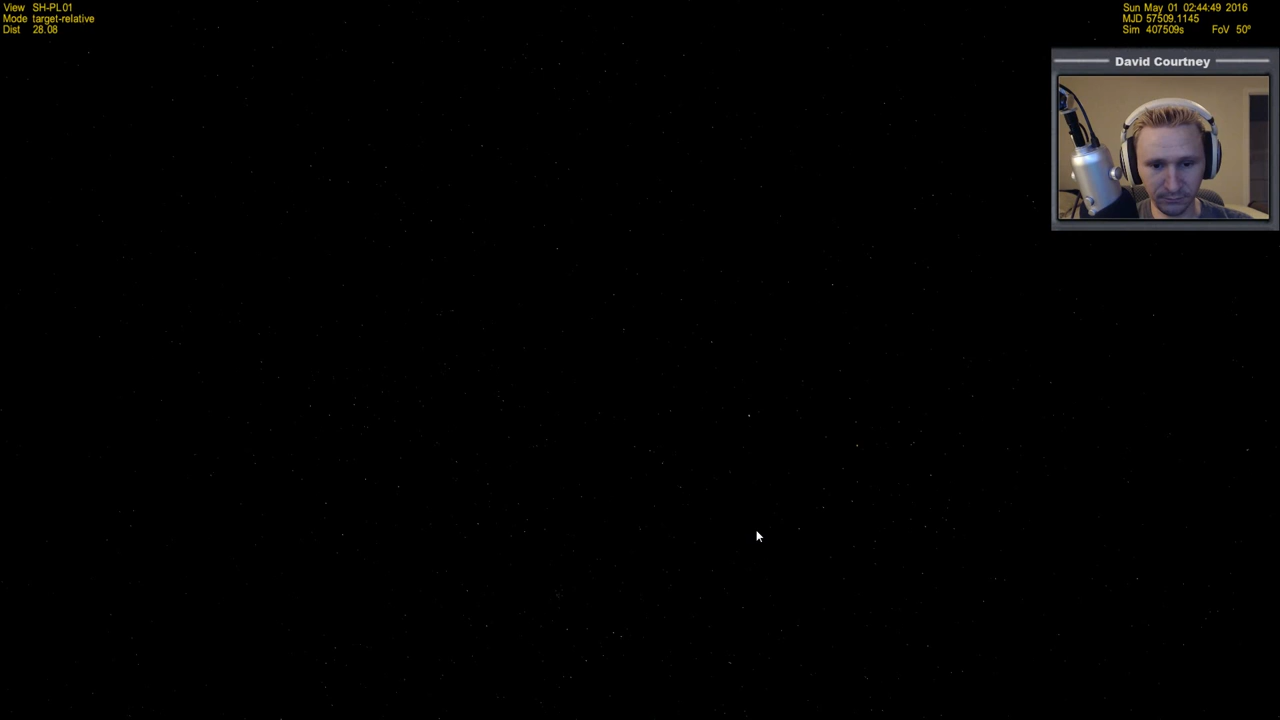 View SH-PL01
Mode target-relative
Dist 28.08
Sun May 01 02:44:49 2016
MJD 57509.1145
Sim 407509s FoV 50°
David Courtney